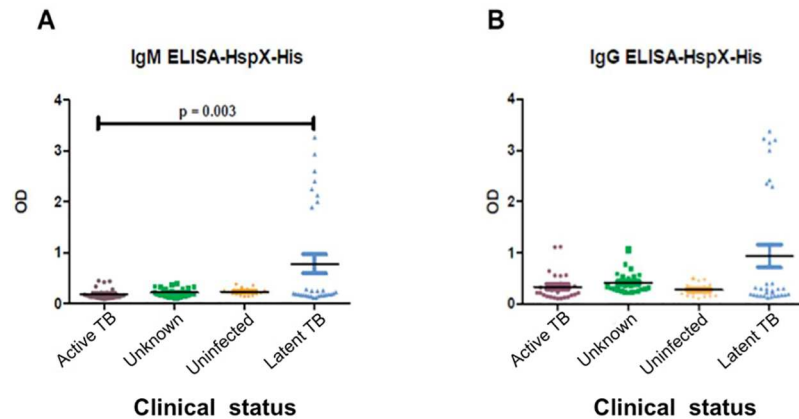 A
IgM ELISA-HspX-His
p = 0.003
4
3
2
1
0
OD
Active TB
Unknown
Uninfected
Latent TB
Clinical status
B
IgG ELISA-HspX-His
4
3
2
1
0
OD
Active TB
Unknown
Uninfected
Latent TB
Clinical status